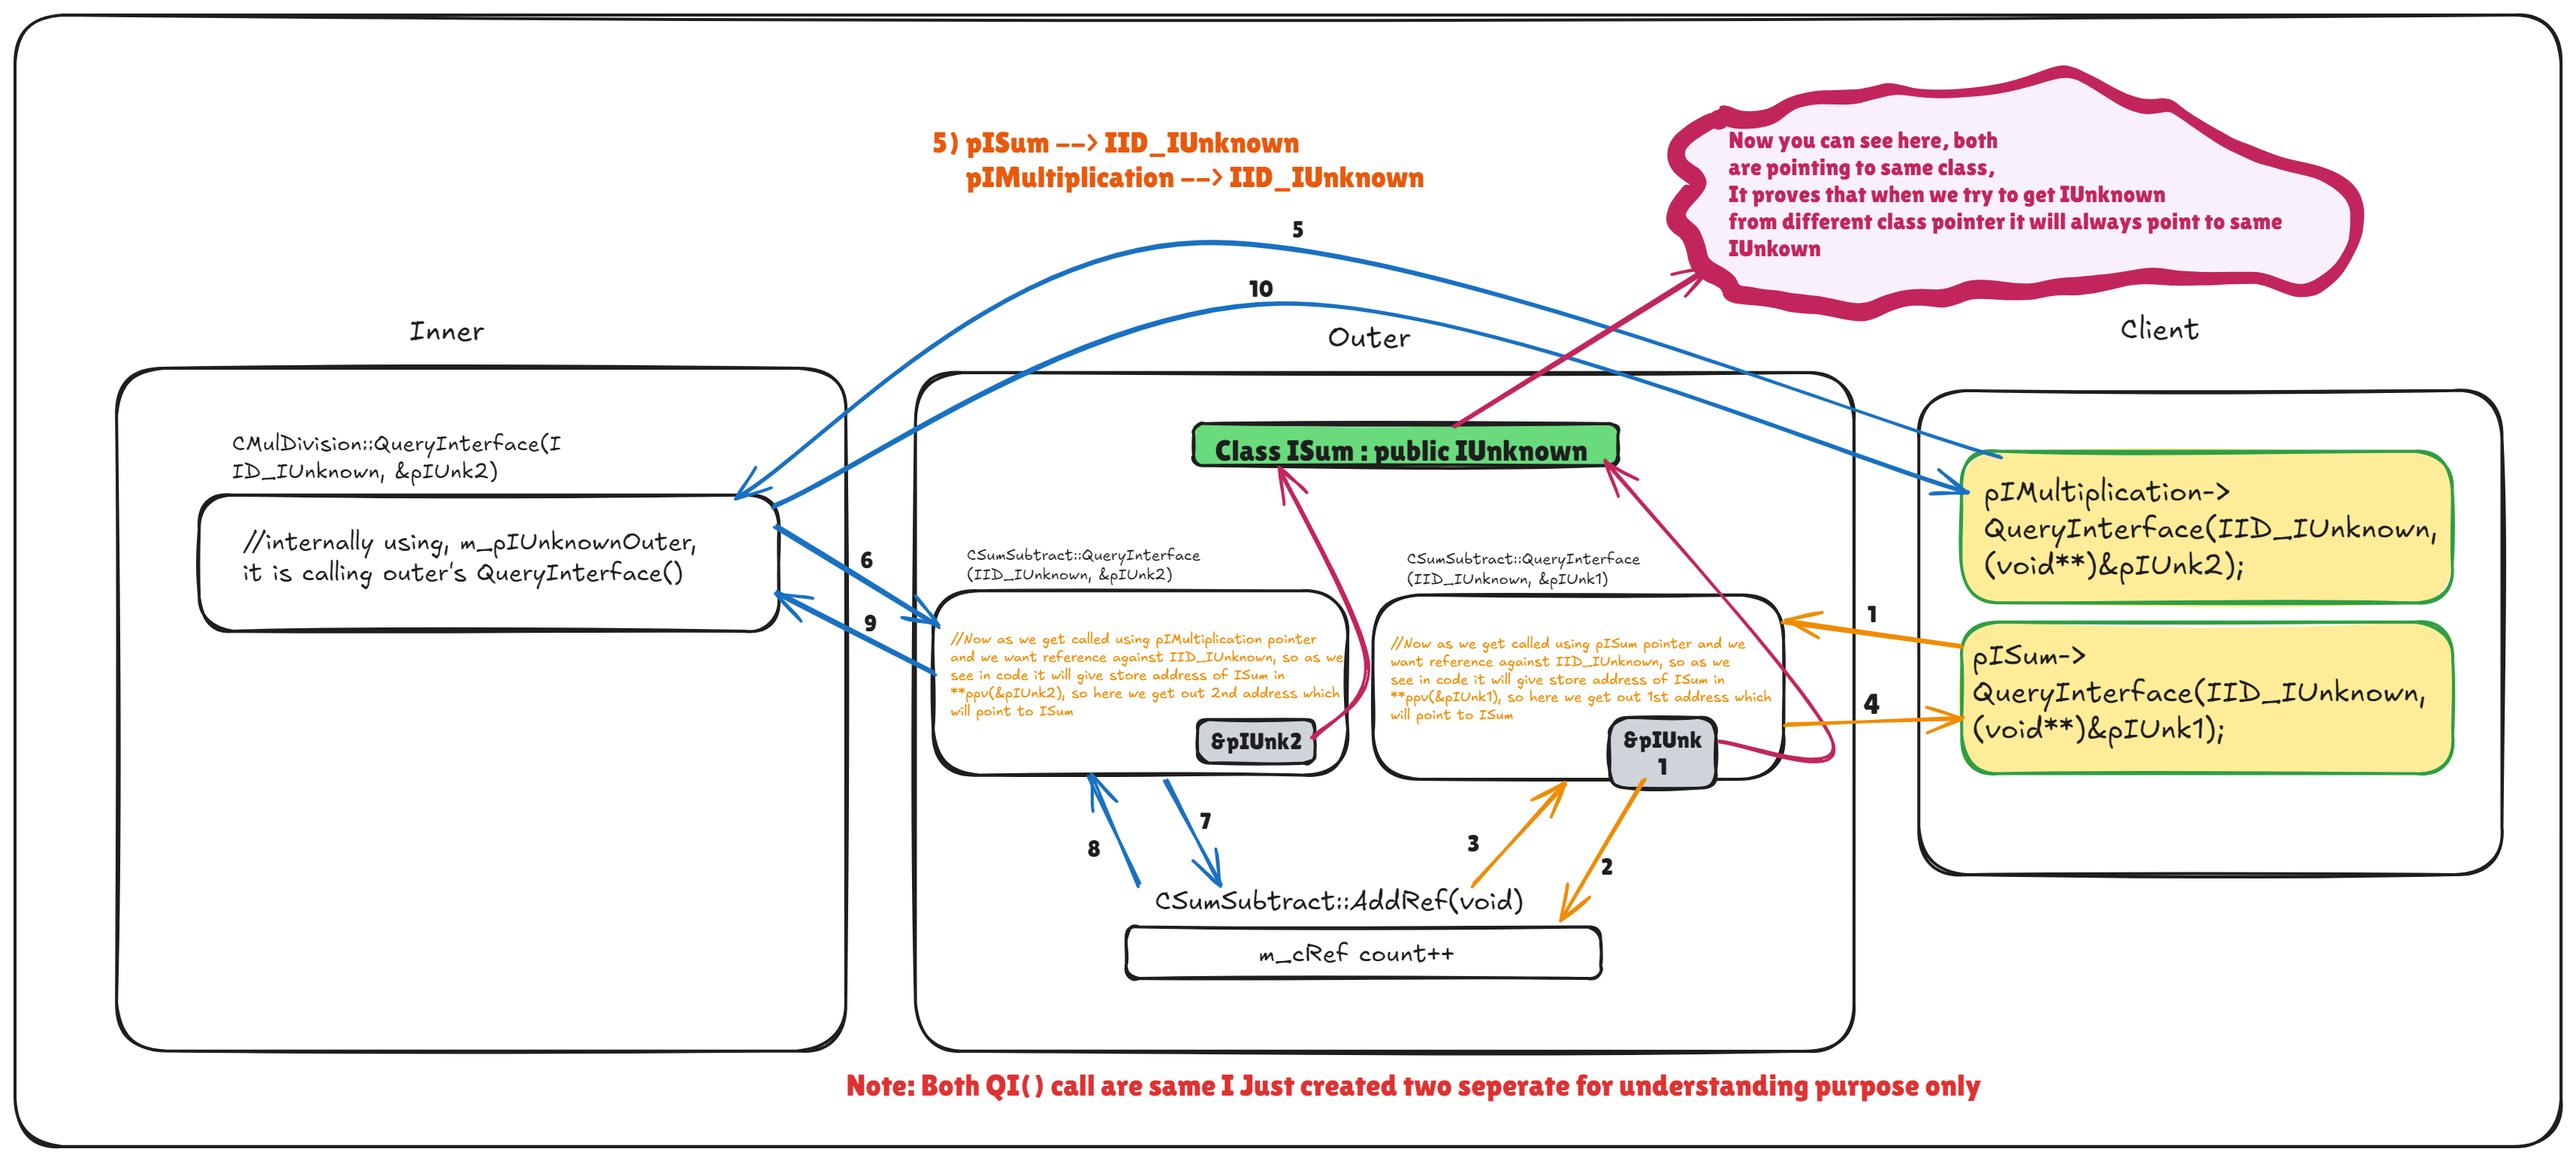 5) pISum --> IID_IUnknown
pIMultiplication --> IID_IUnknown
Now you can see here, both
are pointing to same class,
It proves that when we try to get IUnknown
from different class pointer it will always point to same
IUnkown
5
10
Inner
Outer
Client
CMulDivision::QueryInterface(I
ID_IUnknown, &pIUnk2)
//internally using, m_pIUnknownOuter,
it is calling outer's QueryInterface()
6
9
Class ISum : public IUnknown
CSumSubtract::QueryInterface
(IID_IUnknown, &pIUnk2)
//Now as we get called using pIMultiplication pointer
and we want reference against IID_IUnknown, so as we
see in code it will give store address of ISum in
**ppv(&pIUnk2), so here we get out 2nd address which
will point to ISum
&pIUnk2
CSumSubtract::QueryInterface
(IID_IUnknown, &pIUnk1)
//Now as we get called using pISum pointer and we
want reference against IID_IUnknown, so as we
see in code it will give store address of ISum in
**ppv(&pIUnk1), so here we get out 1st address which
will point to ISum
&pIUnk
1
pIMultiplication->
QueryInterface(IID_IUnknown,
(void**)&pIUnk2);
1
4
pISum->
QueryInterface(IID_IUnknown,
(void**)&pIUnk1);
8
7
3
2
CSumSubtract::AddRef(void)
m_cRef count++
Note: Both QI() call are same I Just created two seperate for understanding purpose only